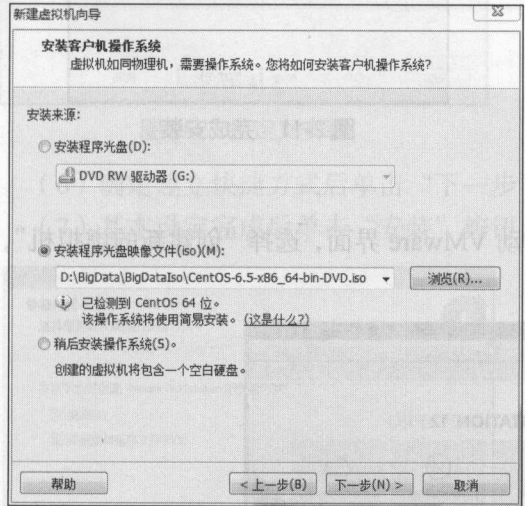 新建虚拟机向导
安装客户机操作系统
虚拟机如同物理机，需要操作系统。您将如何安装客户机操作系统?
安装来源:
安装程序光盘(D):
DVD RW 驱动器 (G:)
安装程序光盘映像文件(iso)(M):
D:\BigData\BigDataIso\CentOS-6.5-x86_64-bin-DVD.iso
浏览(R)...
已检测到 CentOS 64 位。
该操作系统将使用简易安装。(这是什么?)
稍后安装操作系统(S)。
创建的虚拟机将包含一个空白硬盘。
帮助
< 上一步(B)
下一步(N) >
取消